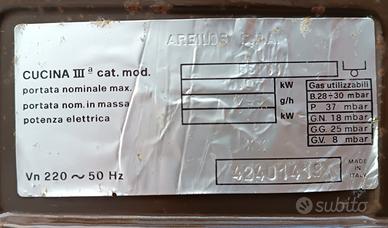 CUCINA III a cat. mod.
portata nominale max. kW
portata nom. in massa g/h
potenza elettrica kW
Gas utilizzabili
B.28÷30 mbar
P 37 mbar
G.N. 18 mbar
G.G. 25 mbar
G.V. 8 mbar
Vn 220 ~ 50 Hz
MADE IN ITALY
subito